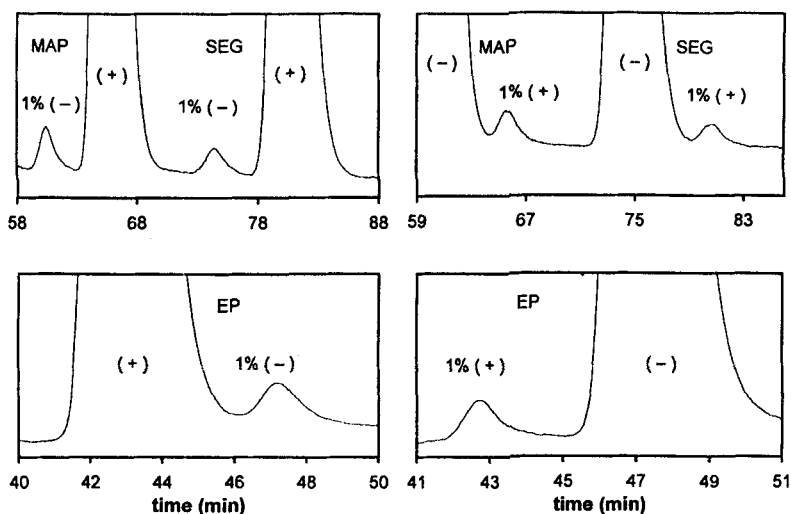 MAP SEG
(+) (+)
1% (−) 1% (−)
58 68 78 88
MAP SEG
(−) (−)
1% (+) 1% (+)
59 67 75 83
EP
(+) 1% (−)
40 42 44 46 48 50
time (min)
EP
1% (+) (−)
41 43 45 47 49 51
time (min)